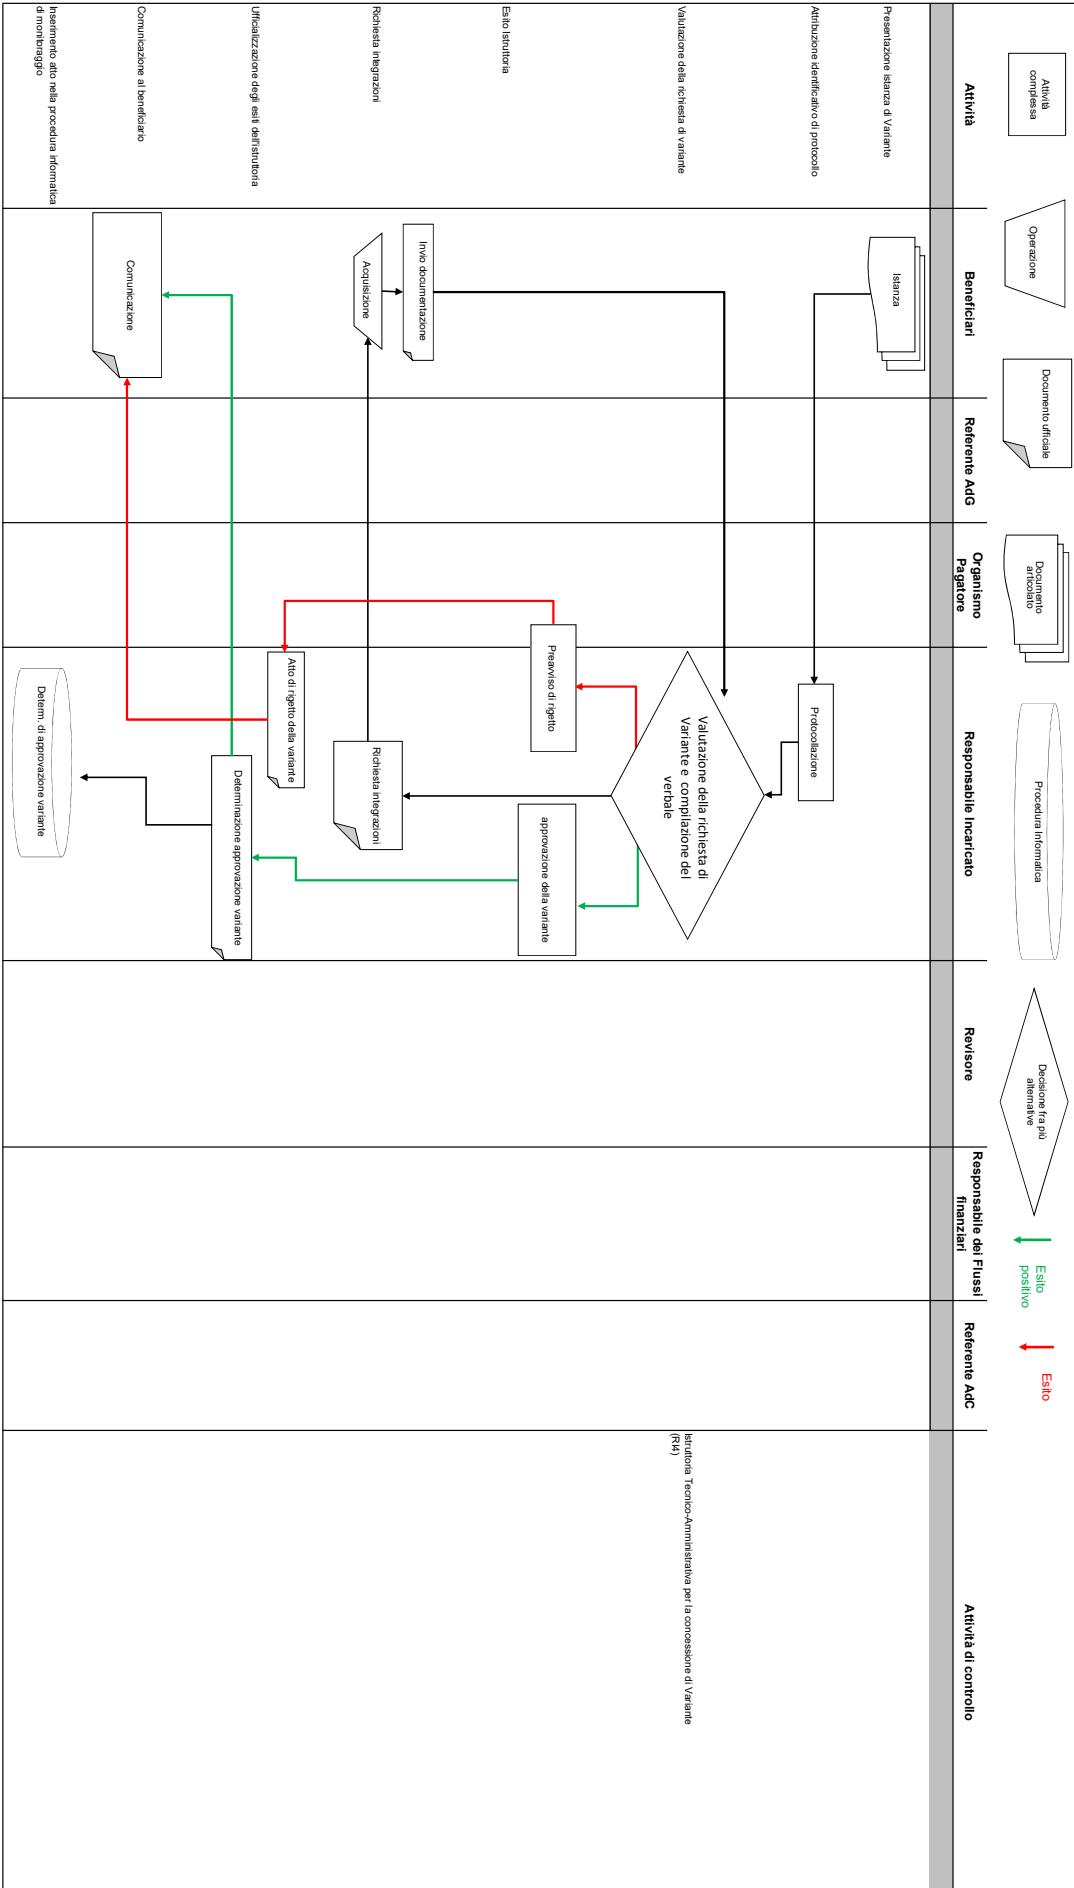 Attività
complessa
Operazione
Documento ufficiale
Documento
articolato
Procedura Informatica
Decisione fra più
alternative
Esito
positivo
Esito
Attività
Beneficiari
Referente AdG
Organismo
Pagatore
Responsabile Incaricato
Revisore
Responsabile dei Flussi
finanziari
Referente AdC
Attività di controllo
Presentazione istanza di Variante
Istanza
Attribuzione identificativo di protocollo
Protocollazione
Valutazione della richiesta di variante
Valutazione della richiesta di
Variante e compilazione del
verbale
Istruttoria Tecnico-Amministrativa per la concessione di Variante
(RI4)
Esito Istruttoria
Preavviso di rigetto
approvazione della variante
Richiesta integrazioni
Invio documentazione
Acquisizione
Richiesta integrazioni
Ufficializzazione degli esiti dell'istruttoria
Atto di rigetto della variante
Determinazione approvazione variante
Comunicazione al beneficiario
Comunicazione
Inserimento atto nella procedura informatica
di monitoraggio
Determ. di approvazione variante